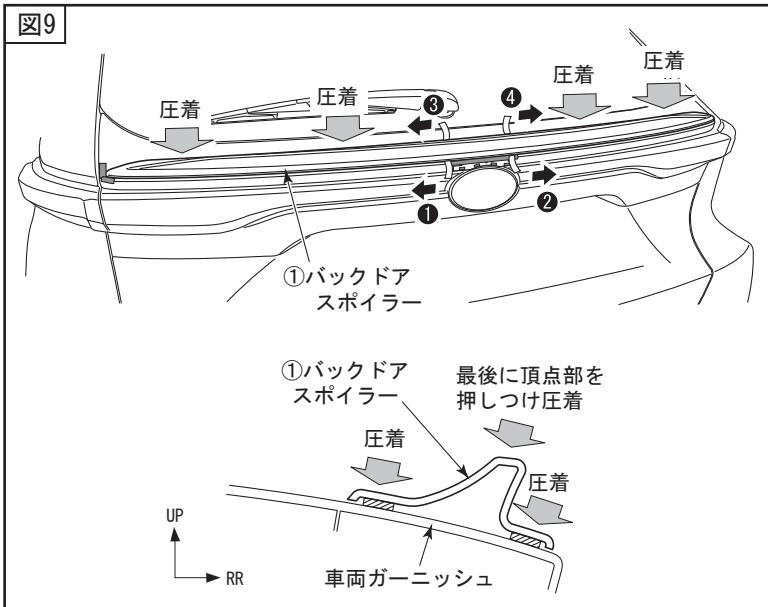 図9
圧着
圧着
圧着
圧着
❸
❹
❶
❷
①バックドア
スポイラー
①バックドア
スポイラー
最後に頂点部を
押しつけ圧着
圧着
圧着
UP
RR
車両ガーニッシュ